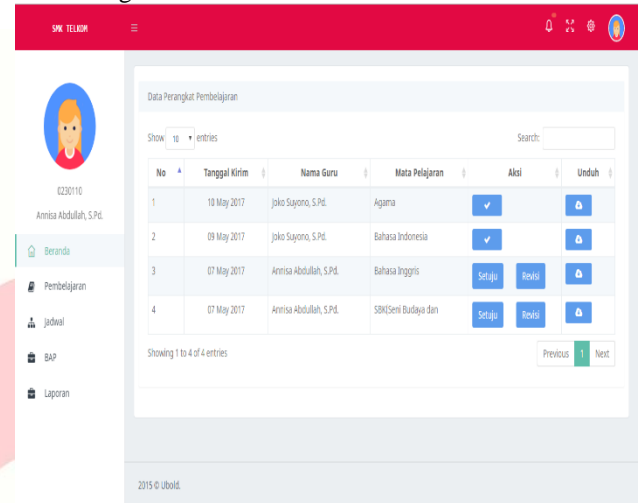 SMK TELKOM
0230110
Annisa Abdullah, S.Pd.
Beranda
Pembelajaran
Jadwal
BAP
Laporan
Data Perangkat Pembelajaran
Show 10 entries Search:
No Tanggal Kirim Nama Guru Mata Pelajaran Aksi Unduh
1 10 May 2017 Joko Suyono, S.Pd. Agama
2 09 May 2017 Joko Suyono, S.Pd. Bahasa Indonesia
3 07 May 2017 Annisa Abdullah, S.Pd. Bahasa Inggris Setuju Revisi
4 07 May 2017 Annisa Abdullah, S.Pd. SBK(Seni Budaya dan Setuju Revisi
Showing 1 to 4 of 4 entries Previous 1 Next
2015 © Ubold.